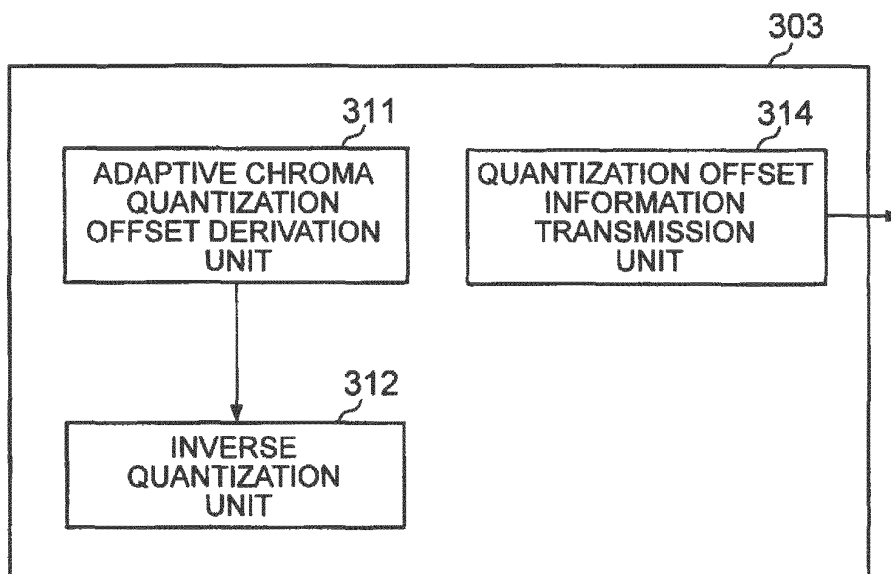 303
311
ADAPTIVE CHROMA
QUANTIZATION
OFFSET DERIVATION
UNIT
314
QUANTIZATION OFFSET
INFORMATION
TRANSMISSION
UNIT
312
INVERSE
QUANTIZATION
UNIT